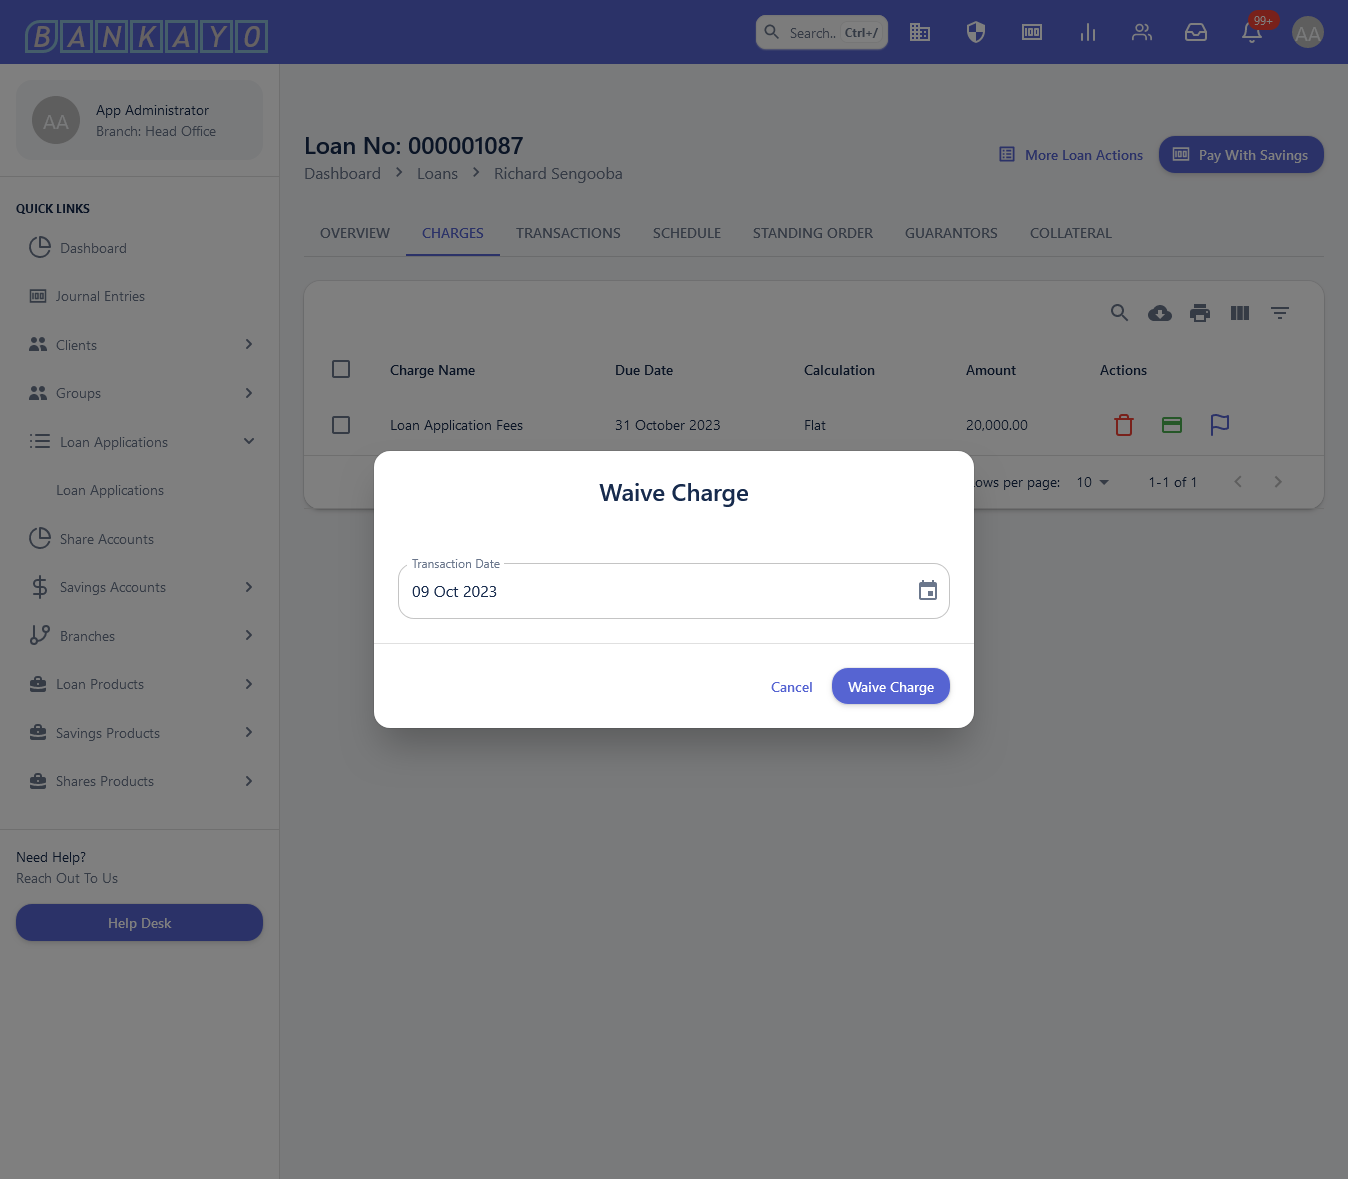 BANKAYO
Search.. Ctrl+/
99+
AA
AA
App Administrator
Branch: Head Office
QUICK LINKS
Dashboard
Journal Entries
Clients
Groups
Loan Applications
Loan Applications
Share Accounts
Savings Accounts
Branches
Loan Products
Savings Products
Shares Products
Need Help?
Reach Out To Us
Help Desk
Loan No: 000001087
Dashboard > Loans > Richard Sengooba
More Loan Actions
Pay With Savings
OVERVIEW CHARGES TRANSACTIONS SCHEDULE STANDING ORDER GUARANTORS COLLATERAL
Charge Name Due Date Calculation Amount Actions
Loan Application Fees 31 October 2023 Flat 20,000.00
ows per page: 10 1-1 of 1
Waive Charge
Transaction Date
09 Oct 2023
Cancel
Waive Charge